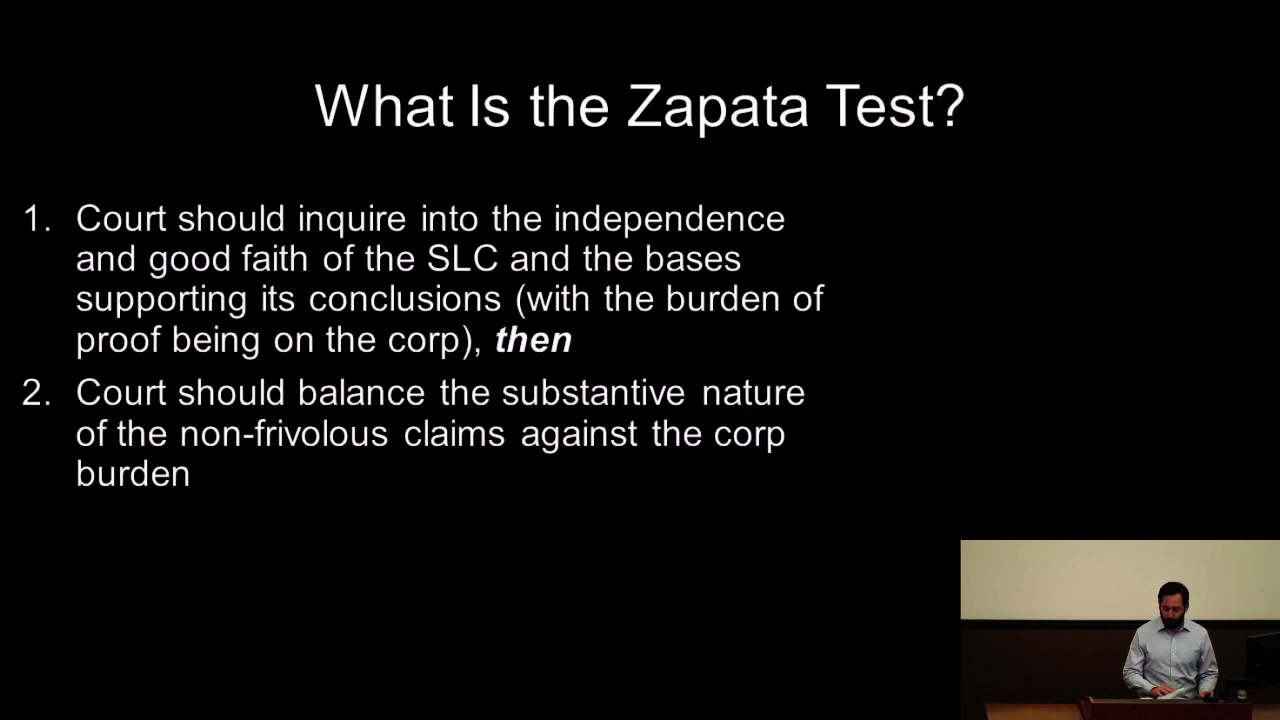 What Is the Zapata Test?
1. Court should inquire into the independence
and good faith of the SLC and the bases
supporting its conclusions (with the burden of
proof being on the corp), then
2. Court should balance the substantive nature
of the non-frivolous claims against the corp
burden